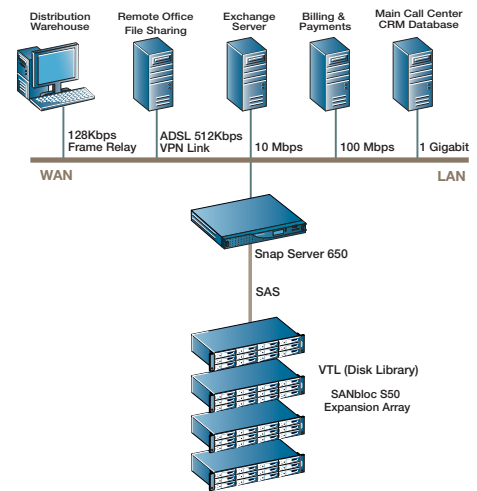 Distribution
Warehouse
Remote Office
File Sharing
Exchange
Server
Billing &
Payments
Main Call Center
CRM Database
128Kbps
Frame Relay
ADSL 512Kbps
VPN Link
10 Mbps
100 Mbps
1 Gigabit
WAN
LAN
Snap Server 650
SAS
VTL (Disk Library)
SANbloc S50
Expansion Array